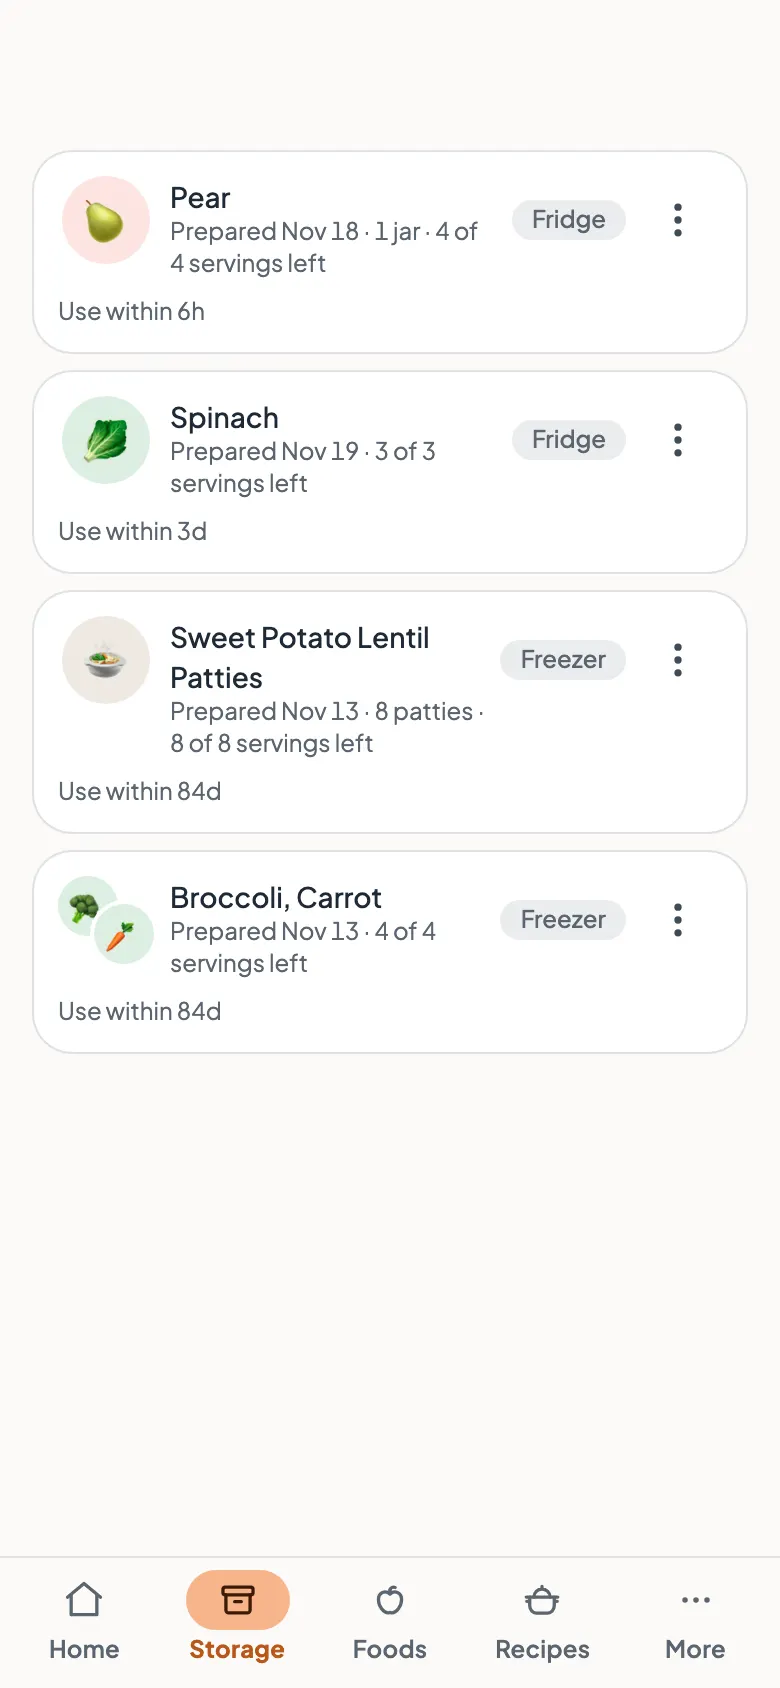 Pear
Prepared Nov 18 · 1 jar · 4 of
4 servings left
Fridge
Use within 6h
Spinach
Prepared Nov 19 · 3 of 3
servings left
Fridge
Use within 3d
Sweet Potato Lentil
Patties
Prepared Nov 13 · 8 patties ·
8 of 8 servings left
Freezer
Use within 84d
Broccoli, Carrot
Prepared Nov 13 · 4 of 4
servings left
Freezer
Use within 84d
Home
Storage
Foods
Recipes
More